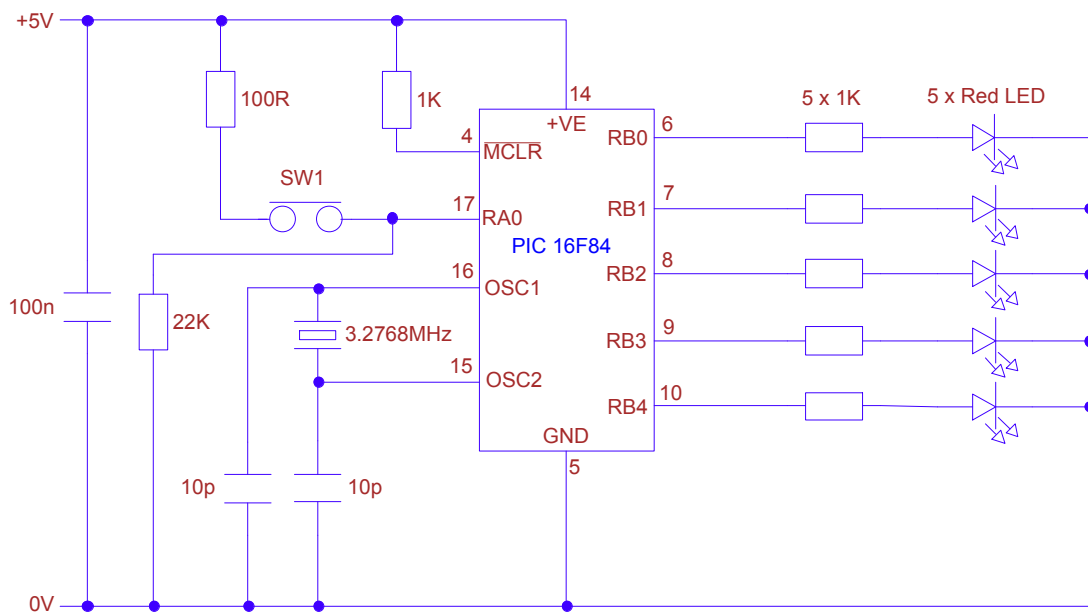 +5V
100R
1K
14
+VE
5 x 1K
5 x Red LED
4
MCLR
6
RB0
SW1
17
RA0
7
RB1
PIC 16F84
16
OSC1
8
RB2
100n
22K
3.2768MHz
9
RB3
15
OSC2
10
RB4
GND
5
10p
10p
0V